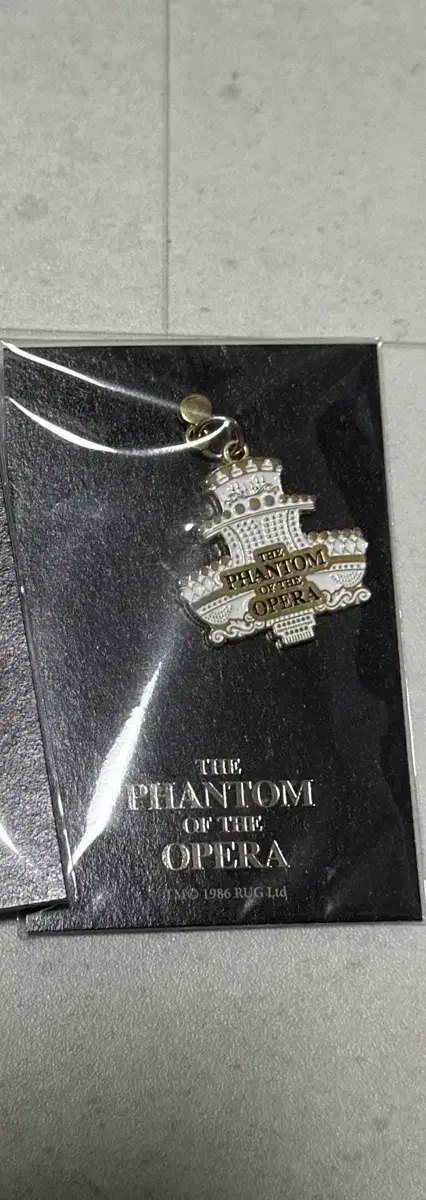 THE
PHANTOM
OF THE
OPERA
THE
PHANTOM
OF THE
OPERA
TM © 1986 RUG Ltd